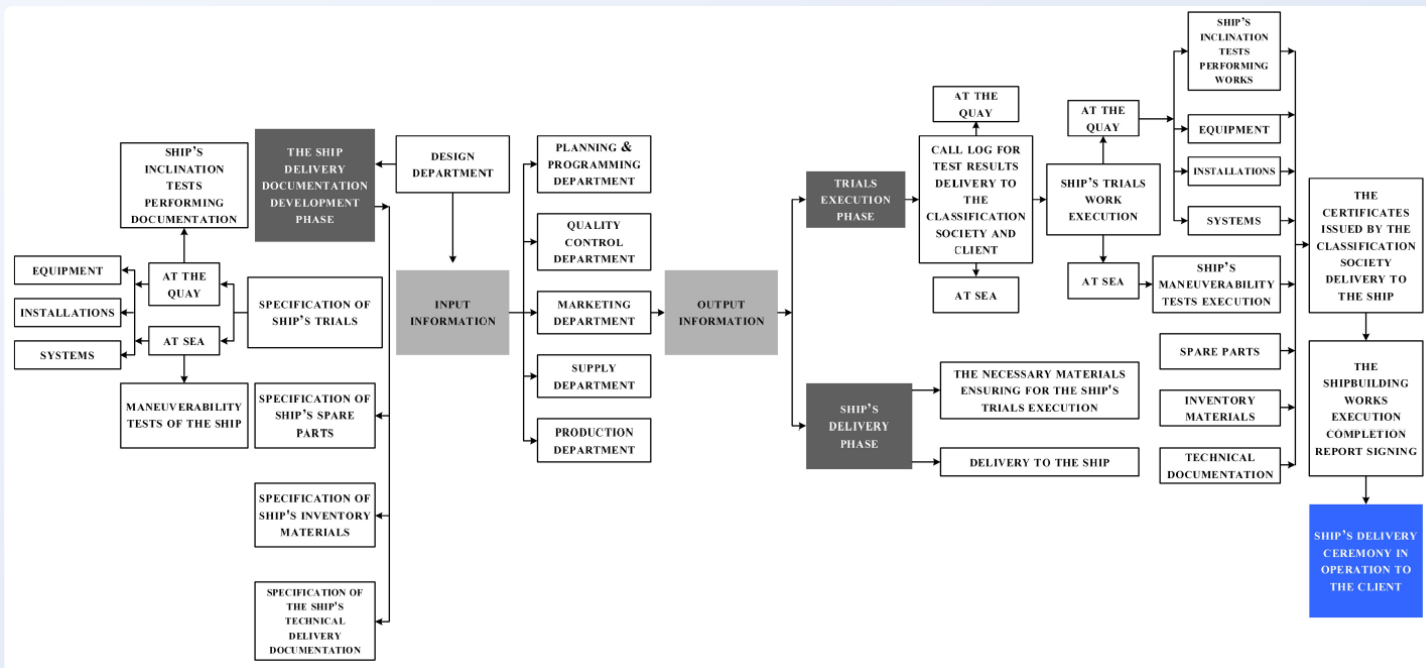 SHIP'S
INCLINATION
TESTS
PERFORMING
DOCUMENTATION
THE SHIP
DELIVERY
DOCUMENTATION
DEVELOPMENT
PHASE
DESIGN
DEPARTMENT
EQUIPMENT
INSTALLATIONS
SYSTEMS
AT THE
QUAY
AT SEA
SPECIFICATION OF
SHIP'S TRIALS
MANEUVERABILITY
TESTS OF THE SHIP
SPECIFICATION OF
SHIP'S SPARE
PARTS
SPECIFICATION OF
SHIP'S INVENTORY
MATERIALS
SPECIFICATION OF
THE SHIP'S
TECHNICAL
DELIVERY
DOCUMENTATION
INPUT
INFORMATION
PLANNING &
PROGRAMMING
DEPARTMENT
QUALITY
CONTROL
DEPARTMENT
MARKETING
DEPARTMENT
SUPPLY
DEPARTMENT
PRODUCTION
DEPARTMENT
OUTPUT
INFORMATION
TRIALS
EXECUTION
PHASE
AT THE
QUAY
CALL LOG FOR
TEST RESULTS
DELIVERY TO
THE
CLASSIFICATION
SOCIETY AND
CLIENT
AT SEA
AT THE
QUAY
SHIP'S TRIALS
WORK
EXECUTION
AT SEA
SHIP'S
INCLINATION
TESTS
PERFORMING
WORKS
EQUIPMENT
INSTALLATIONS
SYSTEMS
SHIP'S
MANEUVERABILITY
TESTS EXECUTION
SPARE PARTS
INVENTORY
MATERIALS
TECHNICAL
DOCUMENTATION
SHIP'S
DELIVERY
PHASE
THE NECESSARY MATERIALS
ENSURING FOR THE SHIP'S
TRIALS EXECUTION
DELIVERY TO THE SHIP
THE
CERTIFICATES
ISSUED BY THE
CLASSIFICATION
SOCIETY
DELIVERY TO
THE SHIP
THE
SHIPBUILDING
WORKS
EXECUTION
COMPLETION
REPORT SIGNING
SHIP'S DELIVERY
CEREMONY IN
OPERATION TO
THE CLIENT